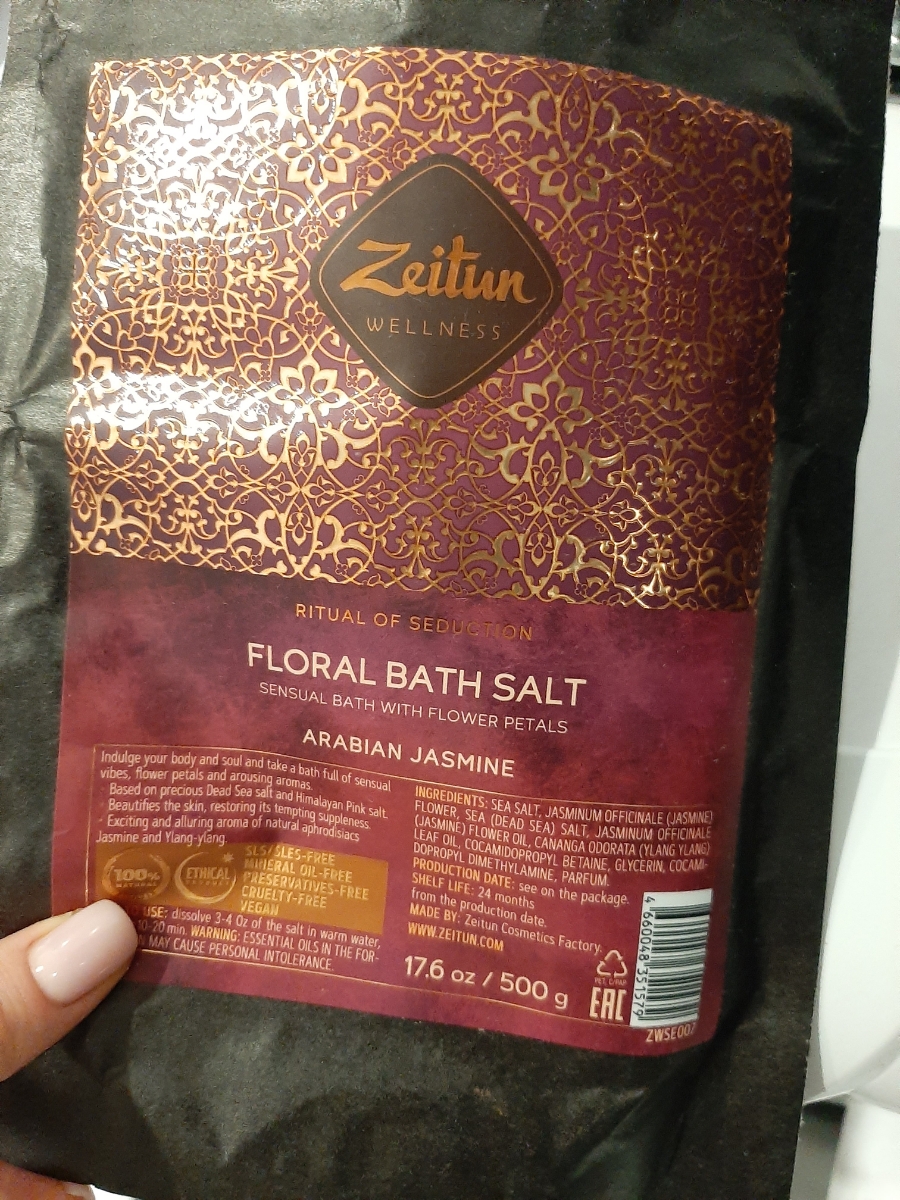 Zeitun
WELLNESS
RITUAL OF SEDUCTION
FLORAL BATH SALT
SENSUAL BATH WITH FLOWER PETALS
ARABIAN JASMINE
Indulge your body and soul and take a bath full of sensual
vibes, flower petals and arousing aromas.
· Based on precious Dead Sea salt and Himalayan Pink salt.
· Beautifies the skin, restoring its tempting suppleness.
· Exciting and alluring aroma of natural aphrodisiacs
Jasmine and Ylang-ylang.
100%
NATURAL
ETHICAL
PRODUCT
SLS/SLES-FREE
MINERAL OIL-FREE
PRESERVATIVES-FREE
CRUELTY-FREE
VEGAN
USE: dissolve 3-4 Oz of the salt in warm water,
10-20 min. WARNING: ESSENTIAL OILS IN THE FOR-
MAY CAUSE PERSONAL INTOLERANCE.
INGREDIENTS: SEA SALT, JASMINUM OFFICINALE (JASMINE)
FLOWER, SEA (DEAD SEA) SALT, JASMINUM OFFICINALE
(JASMINE) FLOWER OIL, CANANGA ODORATA (YLANG YLANG)
LEAF OIL, COCAMIDOPROPYL BETAINE, GLYCERIN, COCAMI-
DOPROPYL DIMETHYLAMINE, PARFUM.
PRODUCTION DATE: see on the package.
SHELF LIFE: 24 months
from the production date.
MADE BY: Zeitun Cosmetics Factory.
WWW.ZEITUN.COM
17.6 oz / 500 g
PET, C/PAP
EAC
4 660048 351579
ZWSE007